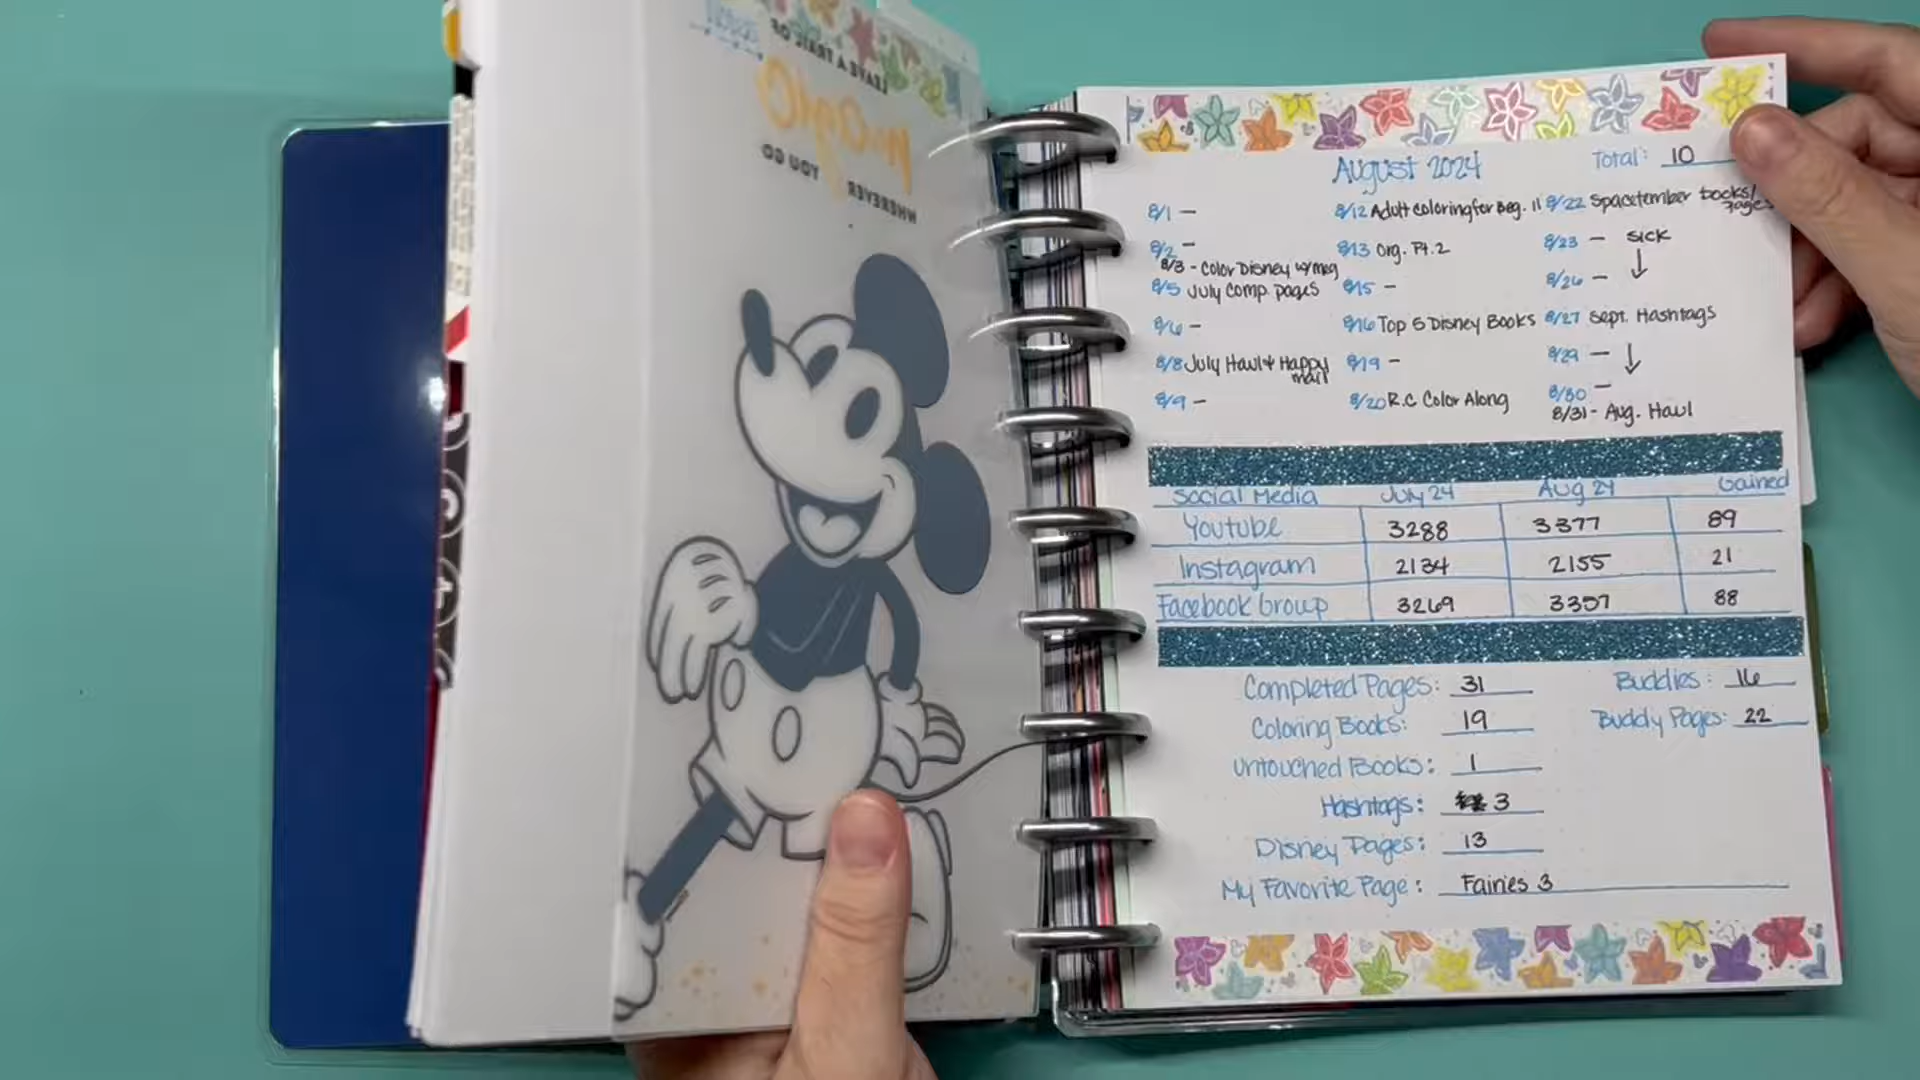 LEAVE A TRAIL OF
magic
WHEREVER YOU GO
August 2024
Total: 10
8/1 —
8/2 —
8/3 - Color Disney w/meg
8/5 July Comp. pages
8/6 —
8/8 July Haul & Happy mail
8/9 —
8/12 Adult Coloring for Beg. 11
8/13 Org. Pt. 2
8/15 —
8/16 Top 5 Disney Books
8/19 —
8/20 R.C Color Along
8/22 Spacetember books/pages
8/23 — SICK
8/26 —
8/27 Sept. Hashtags
8/29 —
8/30 —
8/31 - Aug. Haul
Social Media July 24 Aug 24 Gained
Youtube 3288 3377 89
Instagram 2134 2155 21
Facebook Group 3269 3357 88
Completed Pages: 31 Buddies: 16
Coloring Books: 19 Buddy Pages: 22
Untouched Books: 1
Hashtags: 3
Disney Pages: 13
My Favorite Page: Fairies 3